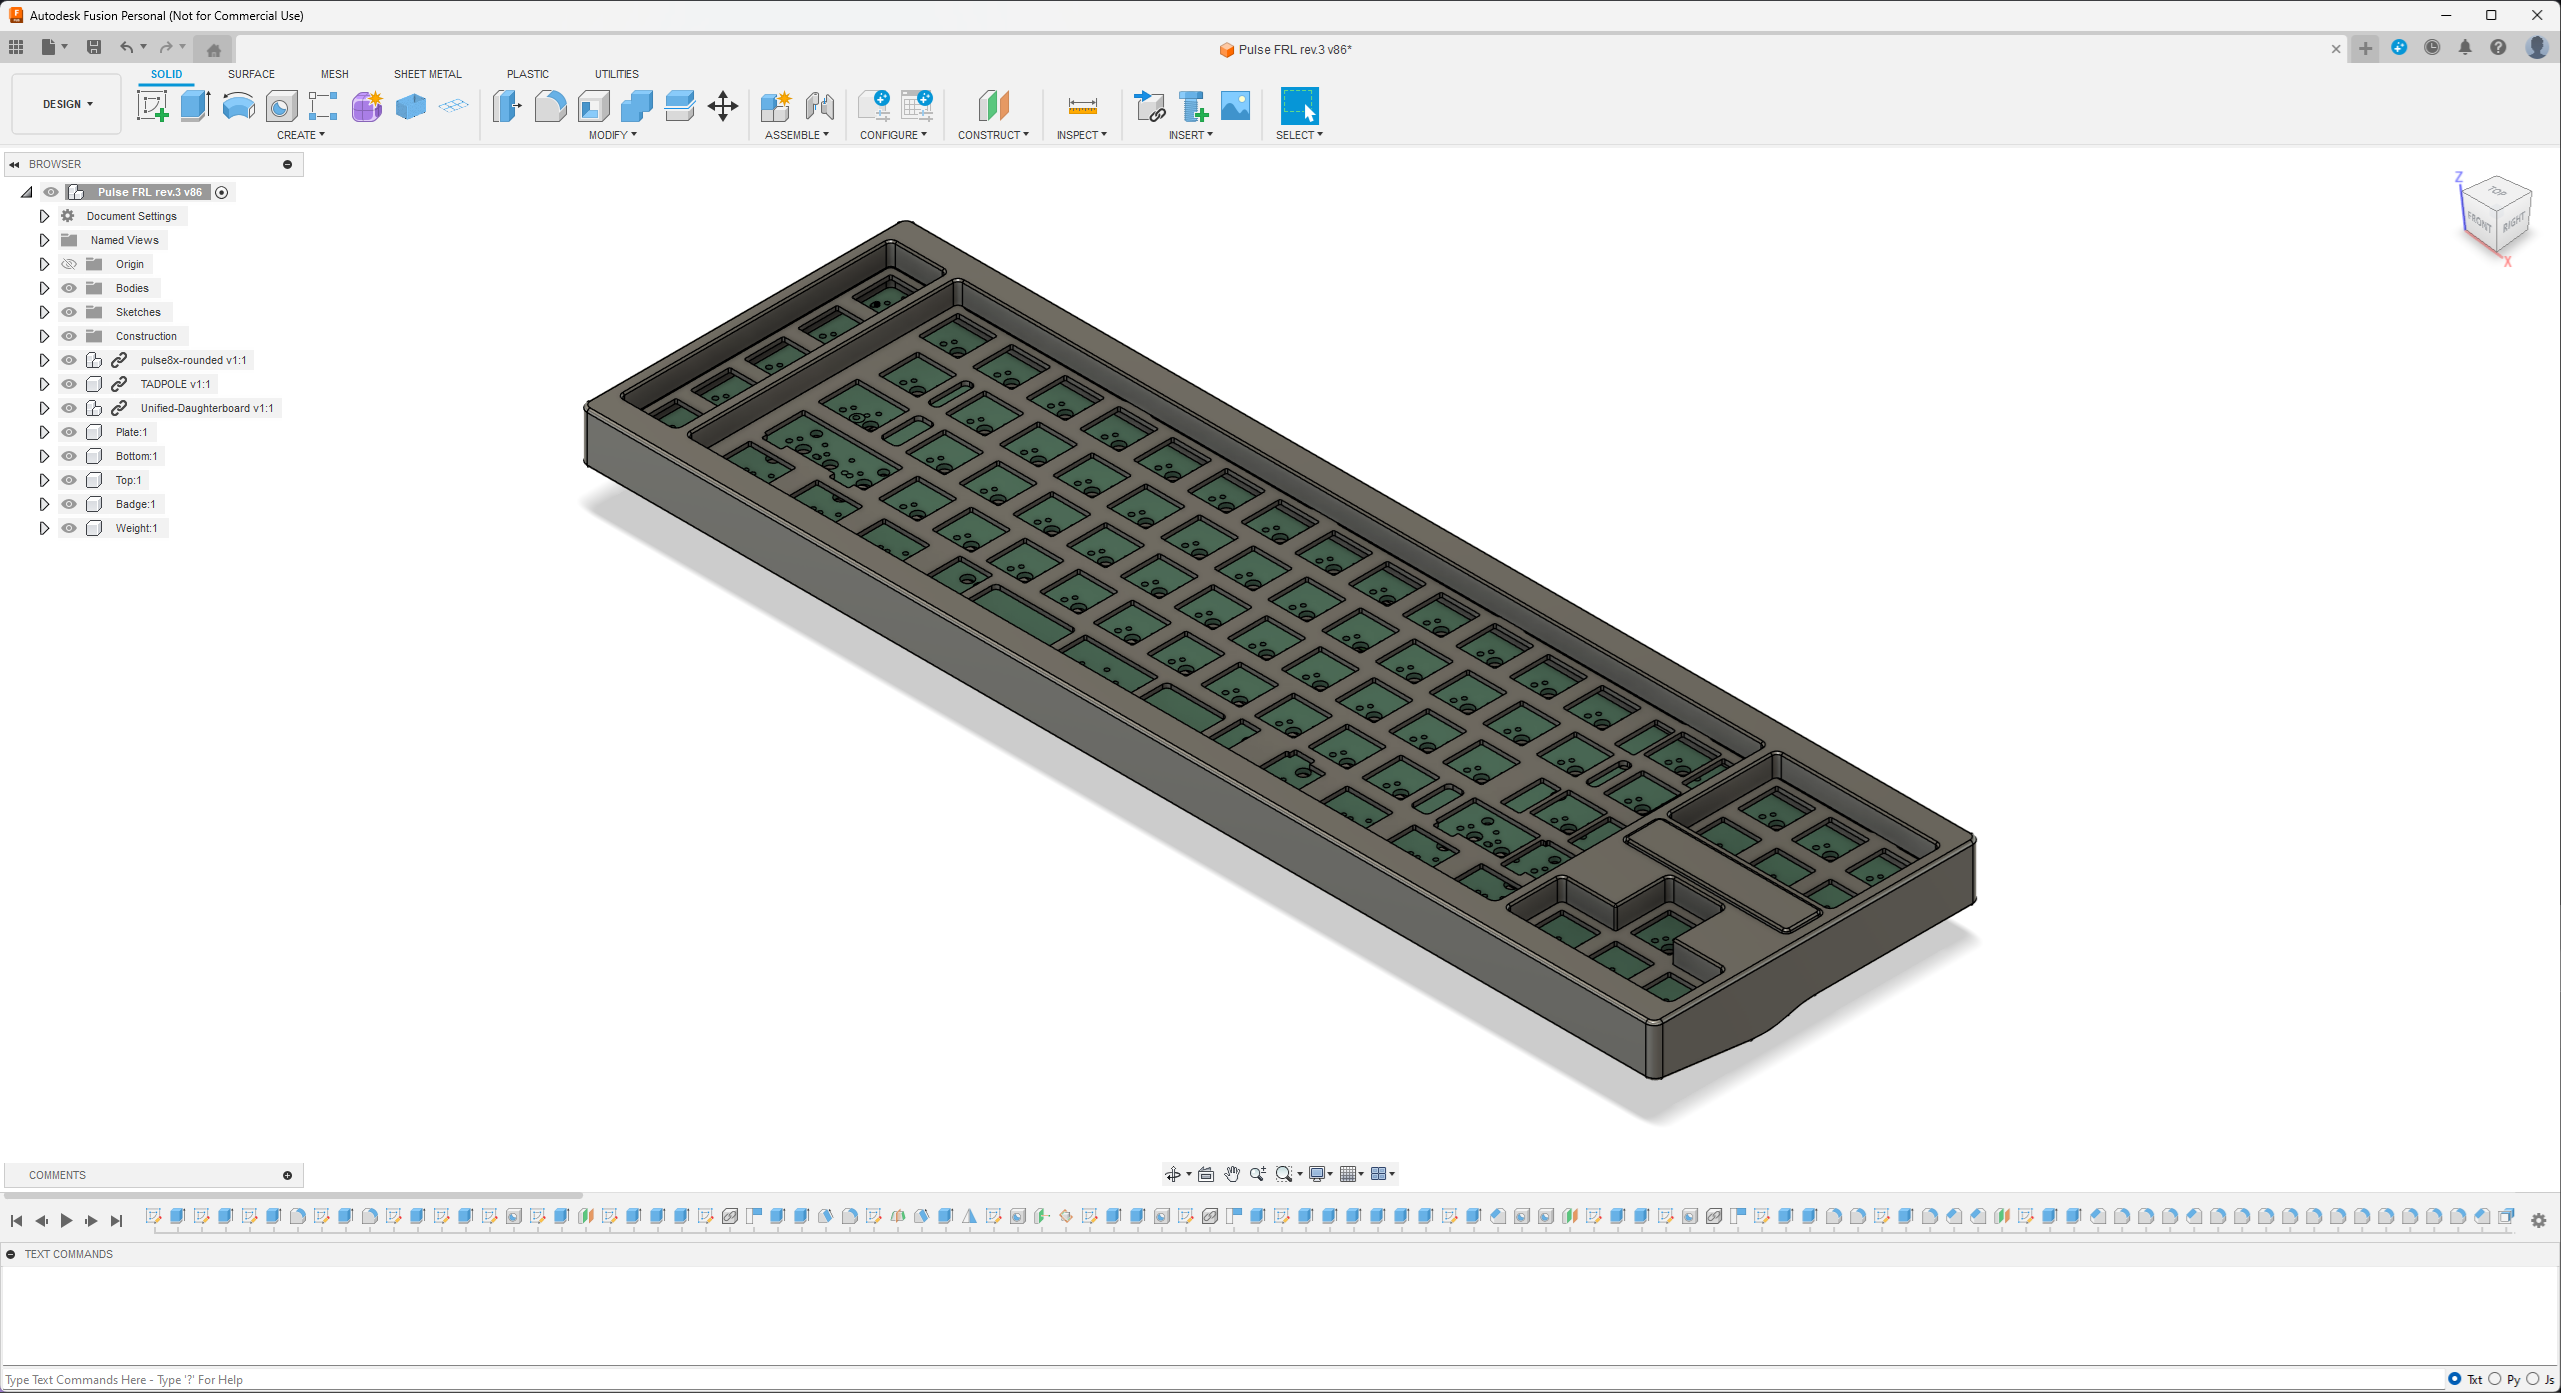 Autodesk Fusion Personal (Not for Commercial Use)
Pulse FRL rev.3 v86*
SOLID SURFACE MESH SHEET METAL PLASTIC UTILITIES
DESIGN
CREATE MODIFY ASSEMBLE CONFIGURE CONSTRUCT INSPECT INSERT SELECT
BROWSER
Pulse FRL rev.3 v86
Document Settings
Named Views
Origin
Bodies
Sketches
Construction
pulse8x-rounded v1:1
TADPOLE v1:1
Unified-Daughterboard v1:1
Plate:1
Bottom:1
Top:1
Badge:1
Weight:1
Z
TOP
FRONT
RIGHT
X
COMMENTS
TEXT COMMANDS
Type Text Commands Here - Type '?' For Help
Txt Py Js